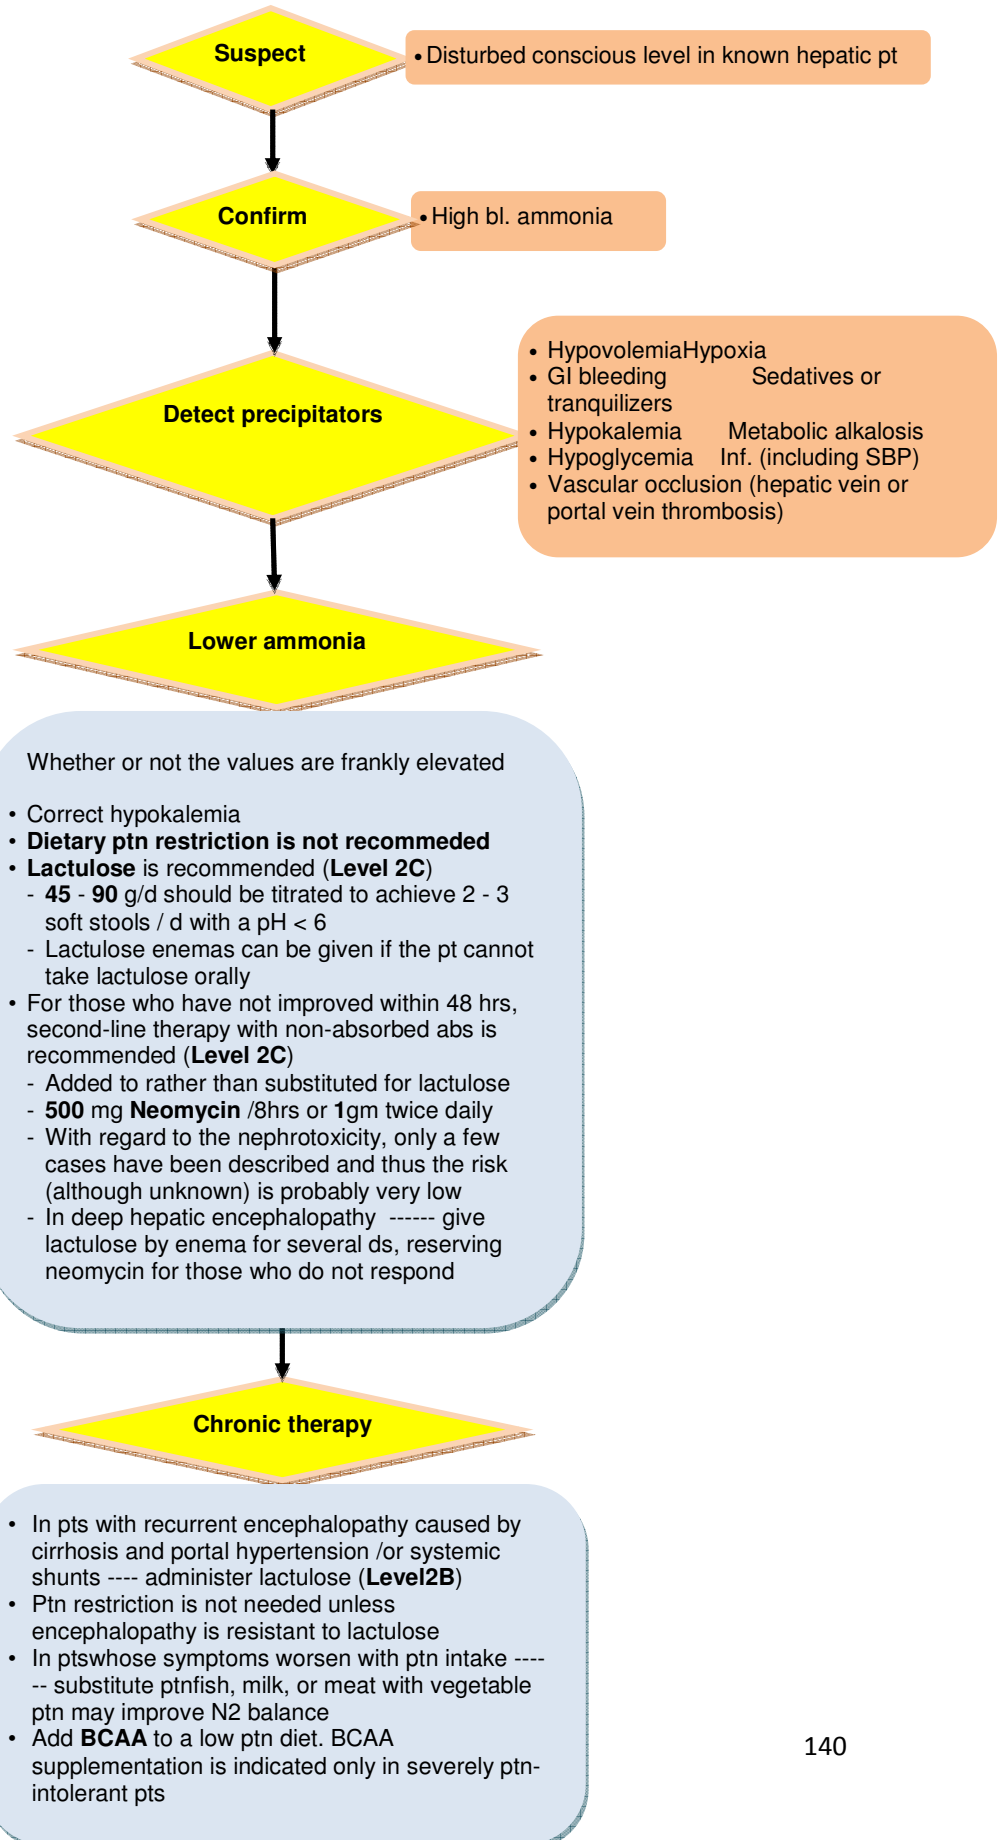 Suspect
• Disturbed conscious level in known hepatic pt
Confirm
• High bl. ammonia
Detect precipitators
• HypovolemiaHypoxia
• GI bleeding Sedatives or
tranquilizers
• Hypokalemia Metabolic alkalosis
• Hypoglycemia Inf. (including SBP)
• Vascular occlusion (hepatic vein or
portal vein thrombosis)
Lower ammonia
Whether or not the values are frankly elevated
• Correct hypokalemia
• Dietary ptn restriction is not recommeded
• Lactulose is recommended (Level 2C)
- 45 - 90 g/d should be titrated to achieve 2 - 3
soft stools / d with a pH < 6
- Lactulose enemas can be given if the pt cannot
take lactulose orally
• For those who have not improved within 48 hrs,
second-line therapy with non-absorbed abs is
recommended (Level 2C)
- Added to rather than substituted for lactulose
- 500 mg Neomycin /8hrs or 1gm twice daily
- With regard to the nephrotoxicity, only a few
cases have been described and thus the risk
(although unknown) is probably very low
- In deep hepatic encephalopathy ------ give
lactulose by enema for several ds, reserving
neomycin for those who do not respond
Chronic therapy
• In pts with recurrent encephalopathy caused by
cirrhosis and portal hypertension /or systemic
shunts ---- administer lactulose (Level2B)
• Ptn restriction is not needed unless
encephalopathy is resistant to lactulose
• In ptswhose symptoms worsen with ptn intake ----
-- substitute ptnfish, milk, or meat with vegetable
ptn may improve N2 balance
• Add BCAA to a low ptn diet. BCAA
supplementation is indicated only in severely ptn-
intolerant pts
140